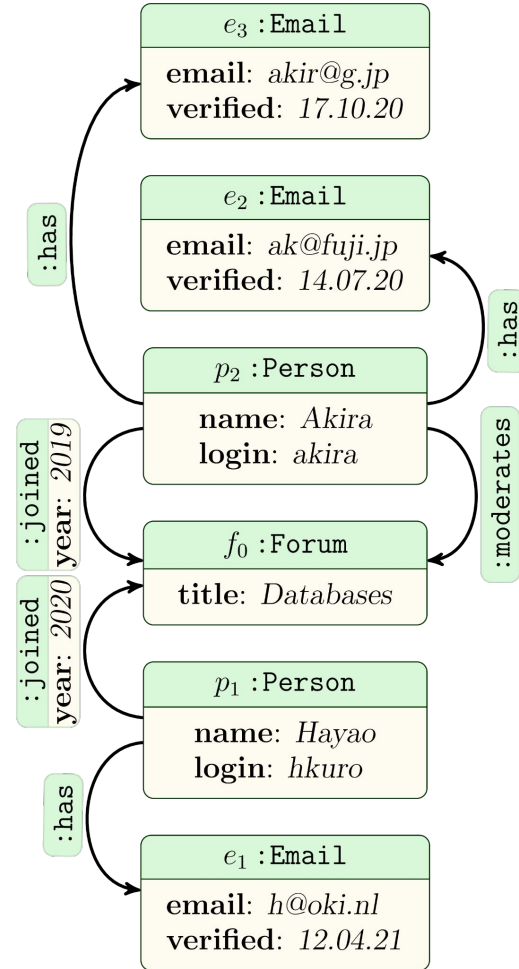 e₃ :Email
email: akir@g.jp
verified: 17.10.20
:has
e₂ :Email
email: ak@fuji.jp
verified: 14.07.20
:has
p₂ :Person
name: Akira
login: akira
:joined
year: 2019
:moderates
f₀ :Forum
title: Databases
:joined
year: 2020
p₁ :Person
name: Hayao
login: hkuro
:has
e₁ :Email
email: h@oki.nl
verified: 12.04.21